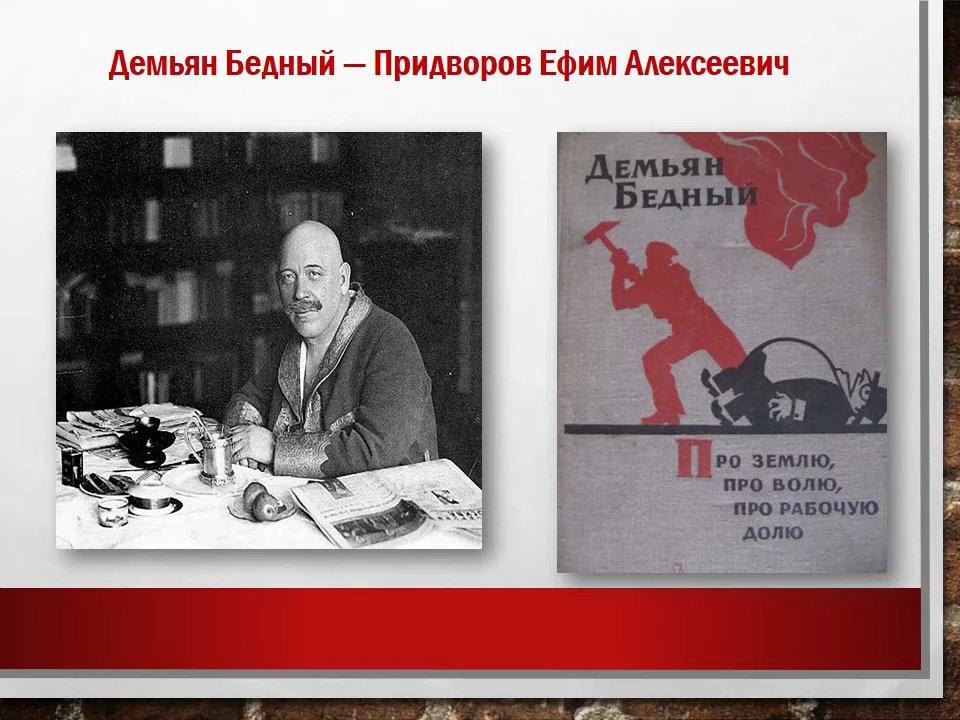 Демьян Бедный — Придворов Ефим Алексеевич
Демьян
Бедный
Про землю,
про волю,
про рабочую
долю